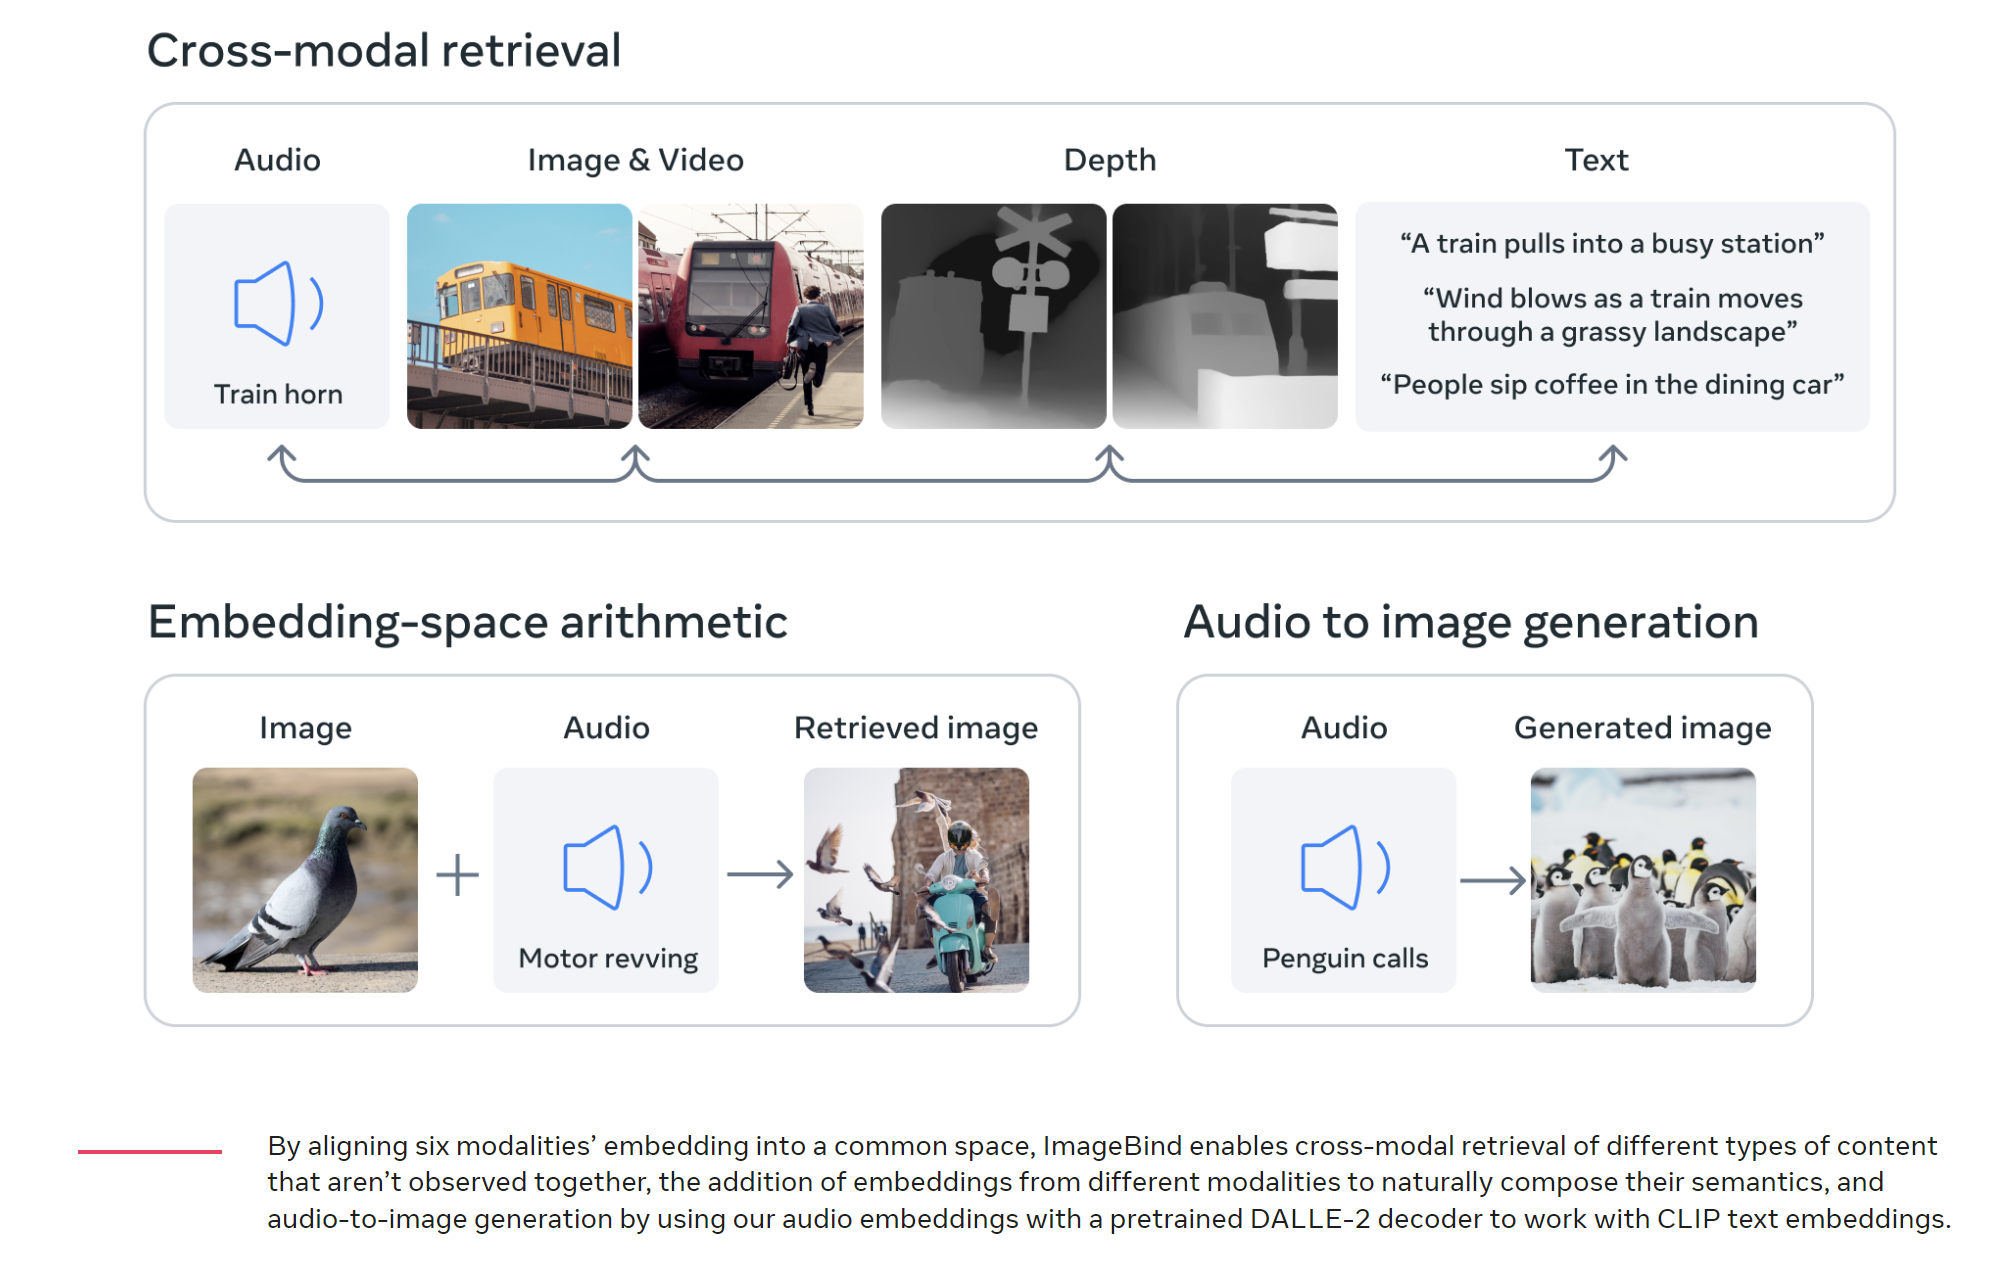 Cross-modal retrieval
Audio
Image & Video
Depth
Text
Train horn
“A train pulls into a busy station”
“Wind blows as a train moves
through a grassy landscape”
“People sip coffee in the dining car”
Embedding-space arithmetic
Image
Audio
Retrieved image
Motor revving
Audio to image generation
Audio
Generated image
Penguin calls
By aligning six modalities’ embedding into a common space, ImageBind enables cross-modal retrieval of different types of content
that aren’t observed together, the addition of embeddings from different modalities to naturally compose their semantics, and
audio-to-image generation by using our audio embeddings with a pretrained DALLE-2 decoder to work with CLIP text embeddings.